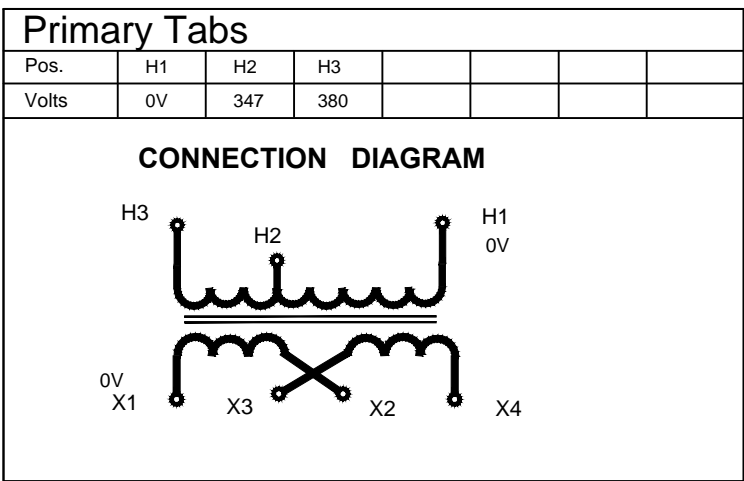 Primary Tabs
Pos. H1 H2 H3
Volts 0V 347 380
CONNECTION DIAGRAM
H3 H2 H1
0V
0V
X1 X3 X2 X4